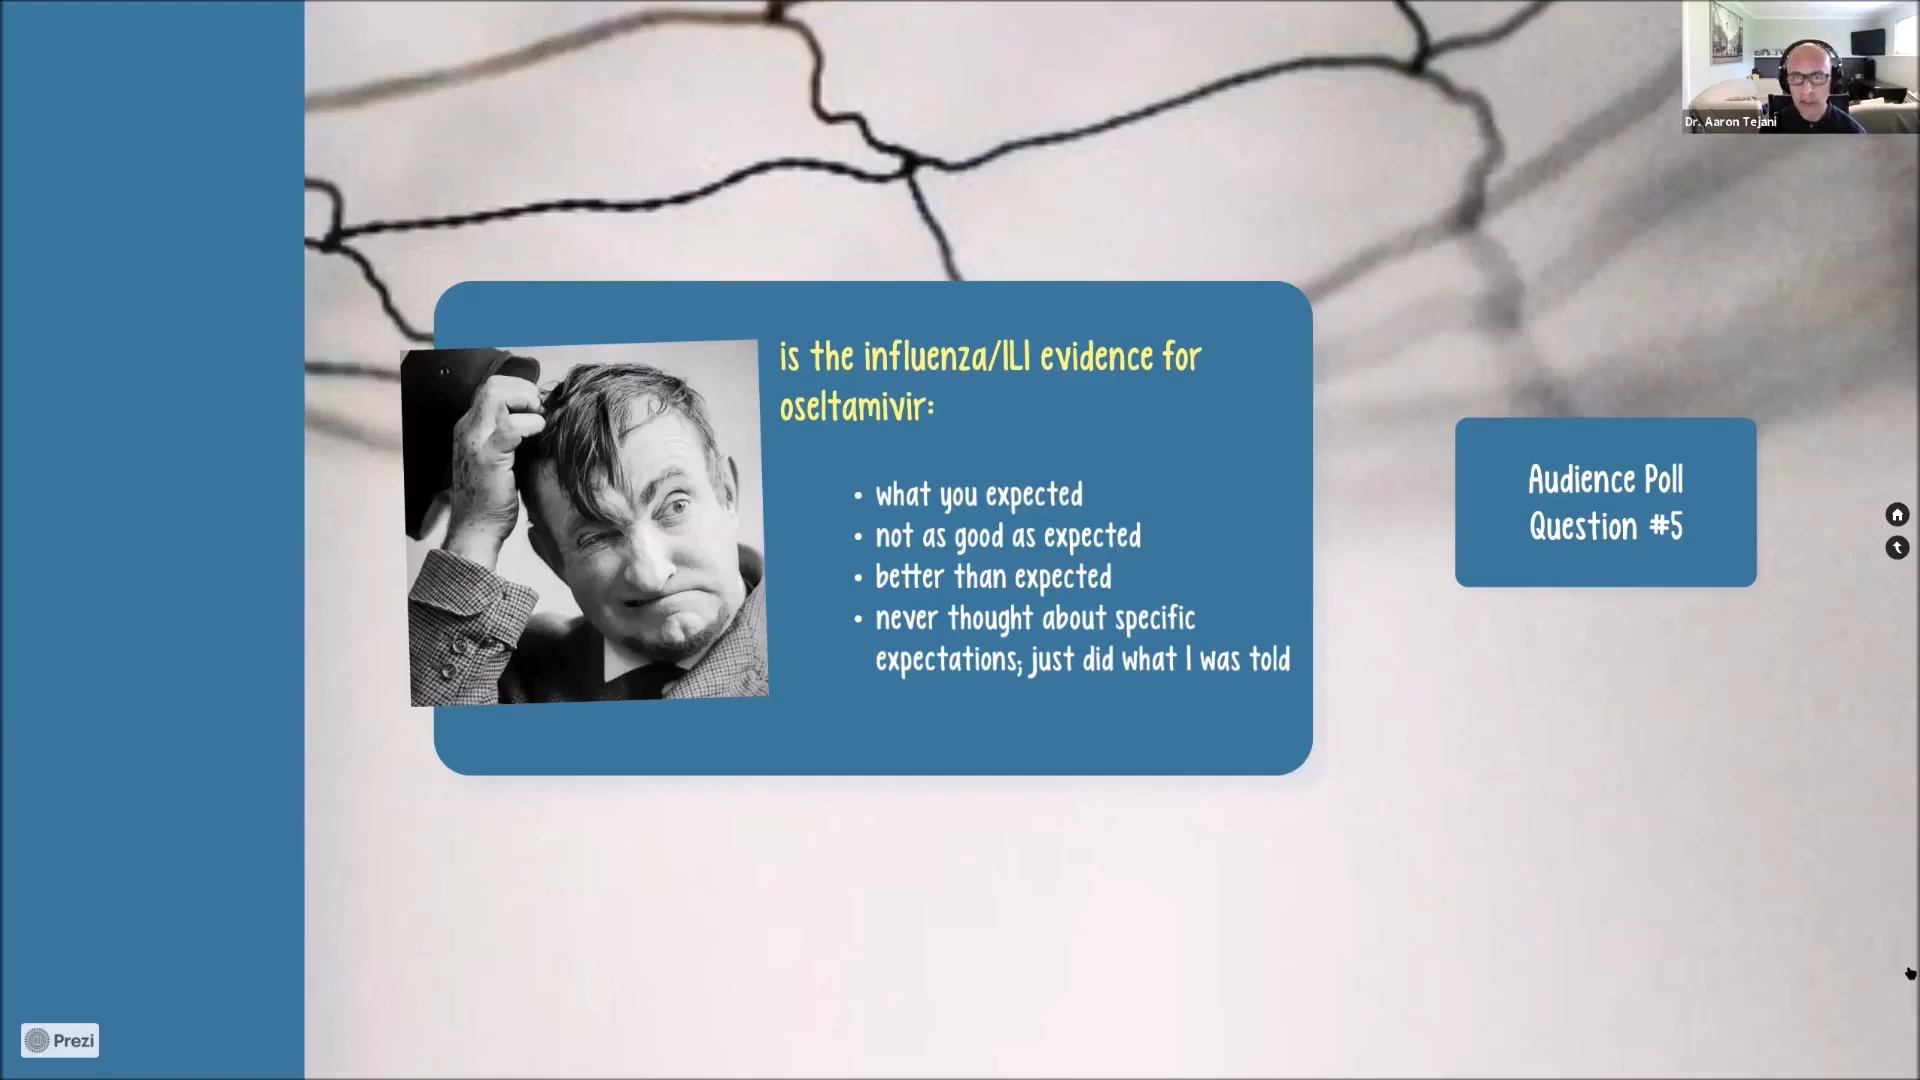 Dr. Aaron Tejani
is the influenza/ILI evidence for
oseltamivir:
• what you expected
• not as good as expected
• better than expected
• never thought about specific
expectations; just did what I was told
Audience Poll
Question #5
Prezi